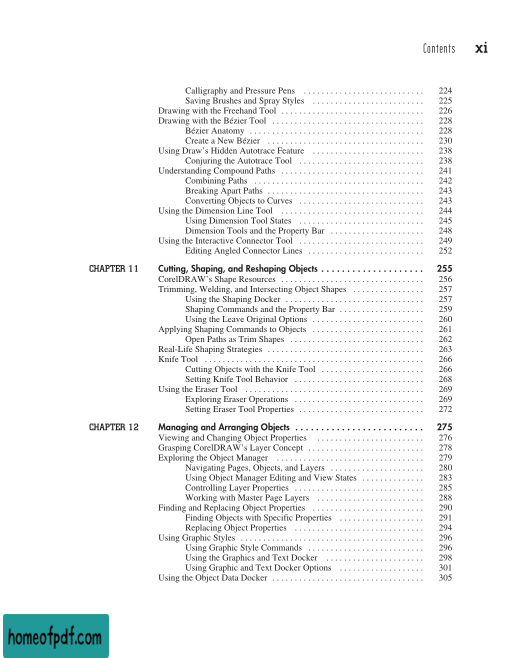 Contents xi
Calligraphy and Pressure Pens . . . . . . . . . . . . . . . . . . . . . . . . . . . 224
Saving Brushes and Spray Styles . . . . . . . . . . . . . . . . . . . . . . . . . 225
Drawing with the Freehand Tool . . . . . . . . . . . . . . . . . . . . . . . . . . . . . . . . 226
Drawing with the Bézier Tool . . . . . . . . . . . . . . . . . . . . . . . . . . . . . . . . . . 228
Bézier Anatomy . . . . . . . . . . . . . . . . . . . . . . . . . . . . . . . . . . . . . . . 228
Create a New Bézier . . . . . . . . . . . . . . . . . . . . . . . . . . . . . . . . . . . 230
Using Draw's Hidden Autotrace Feature . . . . . . . . . . . . . . . . . . . . . . . . . 238
Conjuring the Autotrace Tool . . . . . . . . . . . . . . . . . . . . . . . . . . . . 238
Understanding Compound Paths . . . . . . . . . . . . . . . . . . . . . . . . . . . . . . . . 241
Combining Paths . . . . . . . . . . . . . . . . . . . . . . . . . . . . . . . . . . . . . . 242
Breaking Apart Paths . . . . . . . . . . . . . . . . . . . . . . . . . . . . . . . . . . . 243
Converting Objects to Curves . . . . . . . . . . . . . . . . . . . . . . . . . . . . 243
Using the Dimension Line Tool . . . . . . . . . . . . . . . . . . . . . . . . . . . . . . . . 244
Using Dimension Tool States . . . . . . . . . . . . . . . . . . . . . . . . . . . . 245
Dimension Tools and the Property Bar . . . . . . . . . . . . . . . . . . . . . 248
Using the Interactive Connector Tool . . . . . . . . . . . . . . . . . . . . . . . . . . . . 249
Editing Angled Connector Lines . . . . . . . . . . . . . . . . . . . . . . . . . . 252
CHAPTER 11 Cutting, Shaping, and Reshaping Objects . . . . . . . . . . . . . . . . . . . . 255
CorelDRAW's Shape Resources . . . . . . . . . . . . . . . . . . . . . . . . . . . . . . . . 256
Trimming, Welding, and Intersecting Object Shapes . . . . . . . . . . . . . . . . 257
Using the Shaping Docker . . . . . . . . . . . . . . . . . . . . . . . . . . . . . . . 257
Shaping Commands and the Property Bar . . . . . . . . . . . . . . . . . . . 259
Using the Leave Original Options . . . . . . . . . . . . . . . . . . . . . . . . . 260
Applying Shaping Commands to Objects . . . . . . . . . . . . . . . . . . . . . . . . . 261
Open Paths as Trim Shapes . . . . . . . . . . . . . . . . . . . . . . . . . . . . . . 262
Real-Life Shaping Strategies . . . . . . . . . . . . . . . . . . . . . . . . . . . . . . . . . . . 263
Knife Tool . . . . . . . . . . . . . . . . . . . . . . . . . . . . . . . . . . . . . . . . . . . . . . . . . 266
Cutting Objects with the Knife Tool . . . . . . . . . . . . . . . . . . . . . . . 266
Setting Knife Tool Behavior . . . . . . . . . . . . . . . . . . . . . . . . . . . . . 268
Using the Eraser Tool . . . . . . . . . . . . . . . . . . . . . . . . . . . . . . . . . . . . . . . . 269
Exploring Eraser Operations . . . . . . . . . . . . . . . . . . . . . . . . . . . . . 269
Setting Eraser Tool Properties . . . . . . . . . . . . . . . . . . . . . . . . . . . . 272
CHAPTER 12 Managing and Arranging Objects . . . . . . . . . . . . . . . . . . . . . . . . . 275
Viewing and Changing Object Properties . . . . . . . . . . . . . . . . . . . . . . . . 276
Grasping CorelDRAW's Layer Concept . . . . . . . . . . . . . . . . . . . . . . . . . . 278
Exploring the Object Manager . . . . . . . . . . . . . . . . . . . . . . . . . . . . . . . . . 279
Navigating Pages, Objects, and Layers . . . . . . . . . . . . . . . . . . . . . 280
Using Object Manager Editing and View States . . . . . . . . . . . . . . 283
Controlling Layer Properties . . . . . . . . . . . . . . . . . . . . . . . . . . . . . 285
Working with Master Page Layers . . . . . . . . . . . . . . . . . . . . . . . . 288
Finding and Replacing Object Properties . . . . . . . . . . . . . . . . . . . . . . . . . 290
Finding Objects with Specific Properties . . . . . . . . . . . . . . . . . . . 291
Replacing Object Properties . . . . . . . . . . . . . . . . . . . . . . . . . . . . . 294
Using Graphic Styles . . . . . . . . . . . . . . . . . . . . . . . . . . . . . . . . . . . . . . . . . 296
Using Graphic Style Commands . . . . . . . . . . . . . . . . . . . . . . . . . . 296
Using the Graphics and Text Docker . . . . . . . . . . . . . . . . . . . . . . 298
Using Graphic and Text Docker Options . . . . . . . . . . . . . . . . . . . 301
Using the Object Data Docker . . . . . . . . . . . . . . . . . . . . . . . . . . . . . . . . . . 305
homeofpdf.com